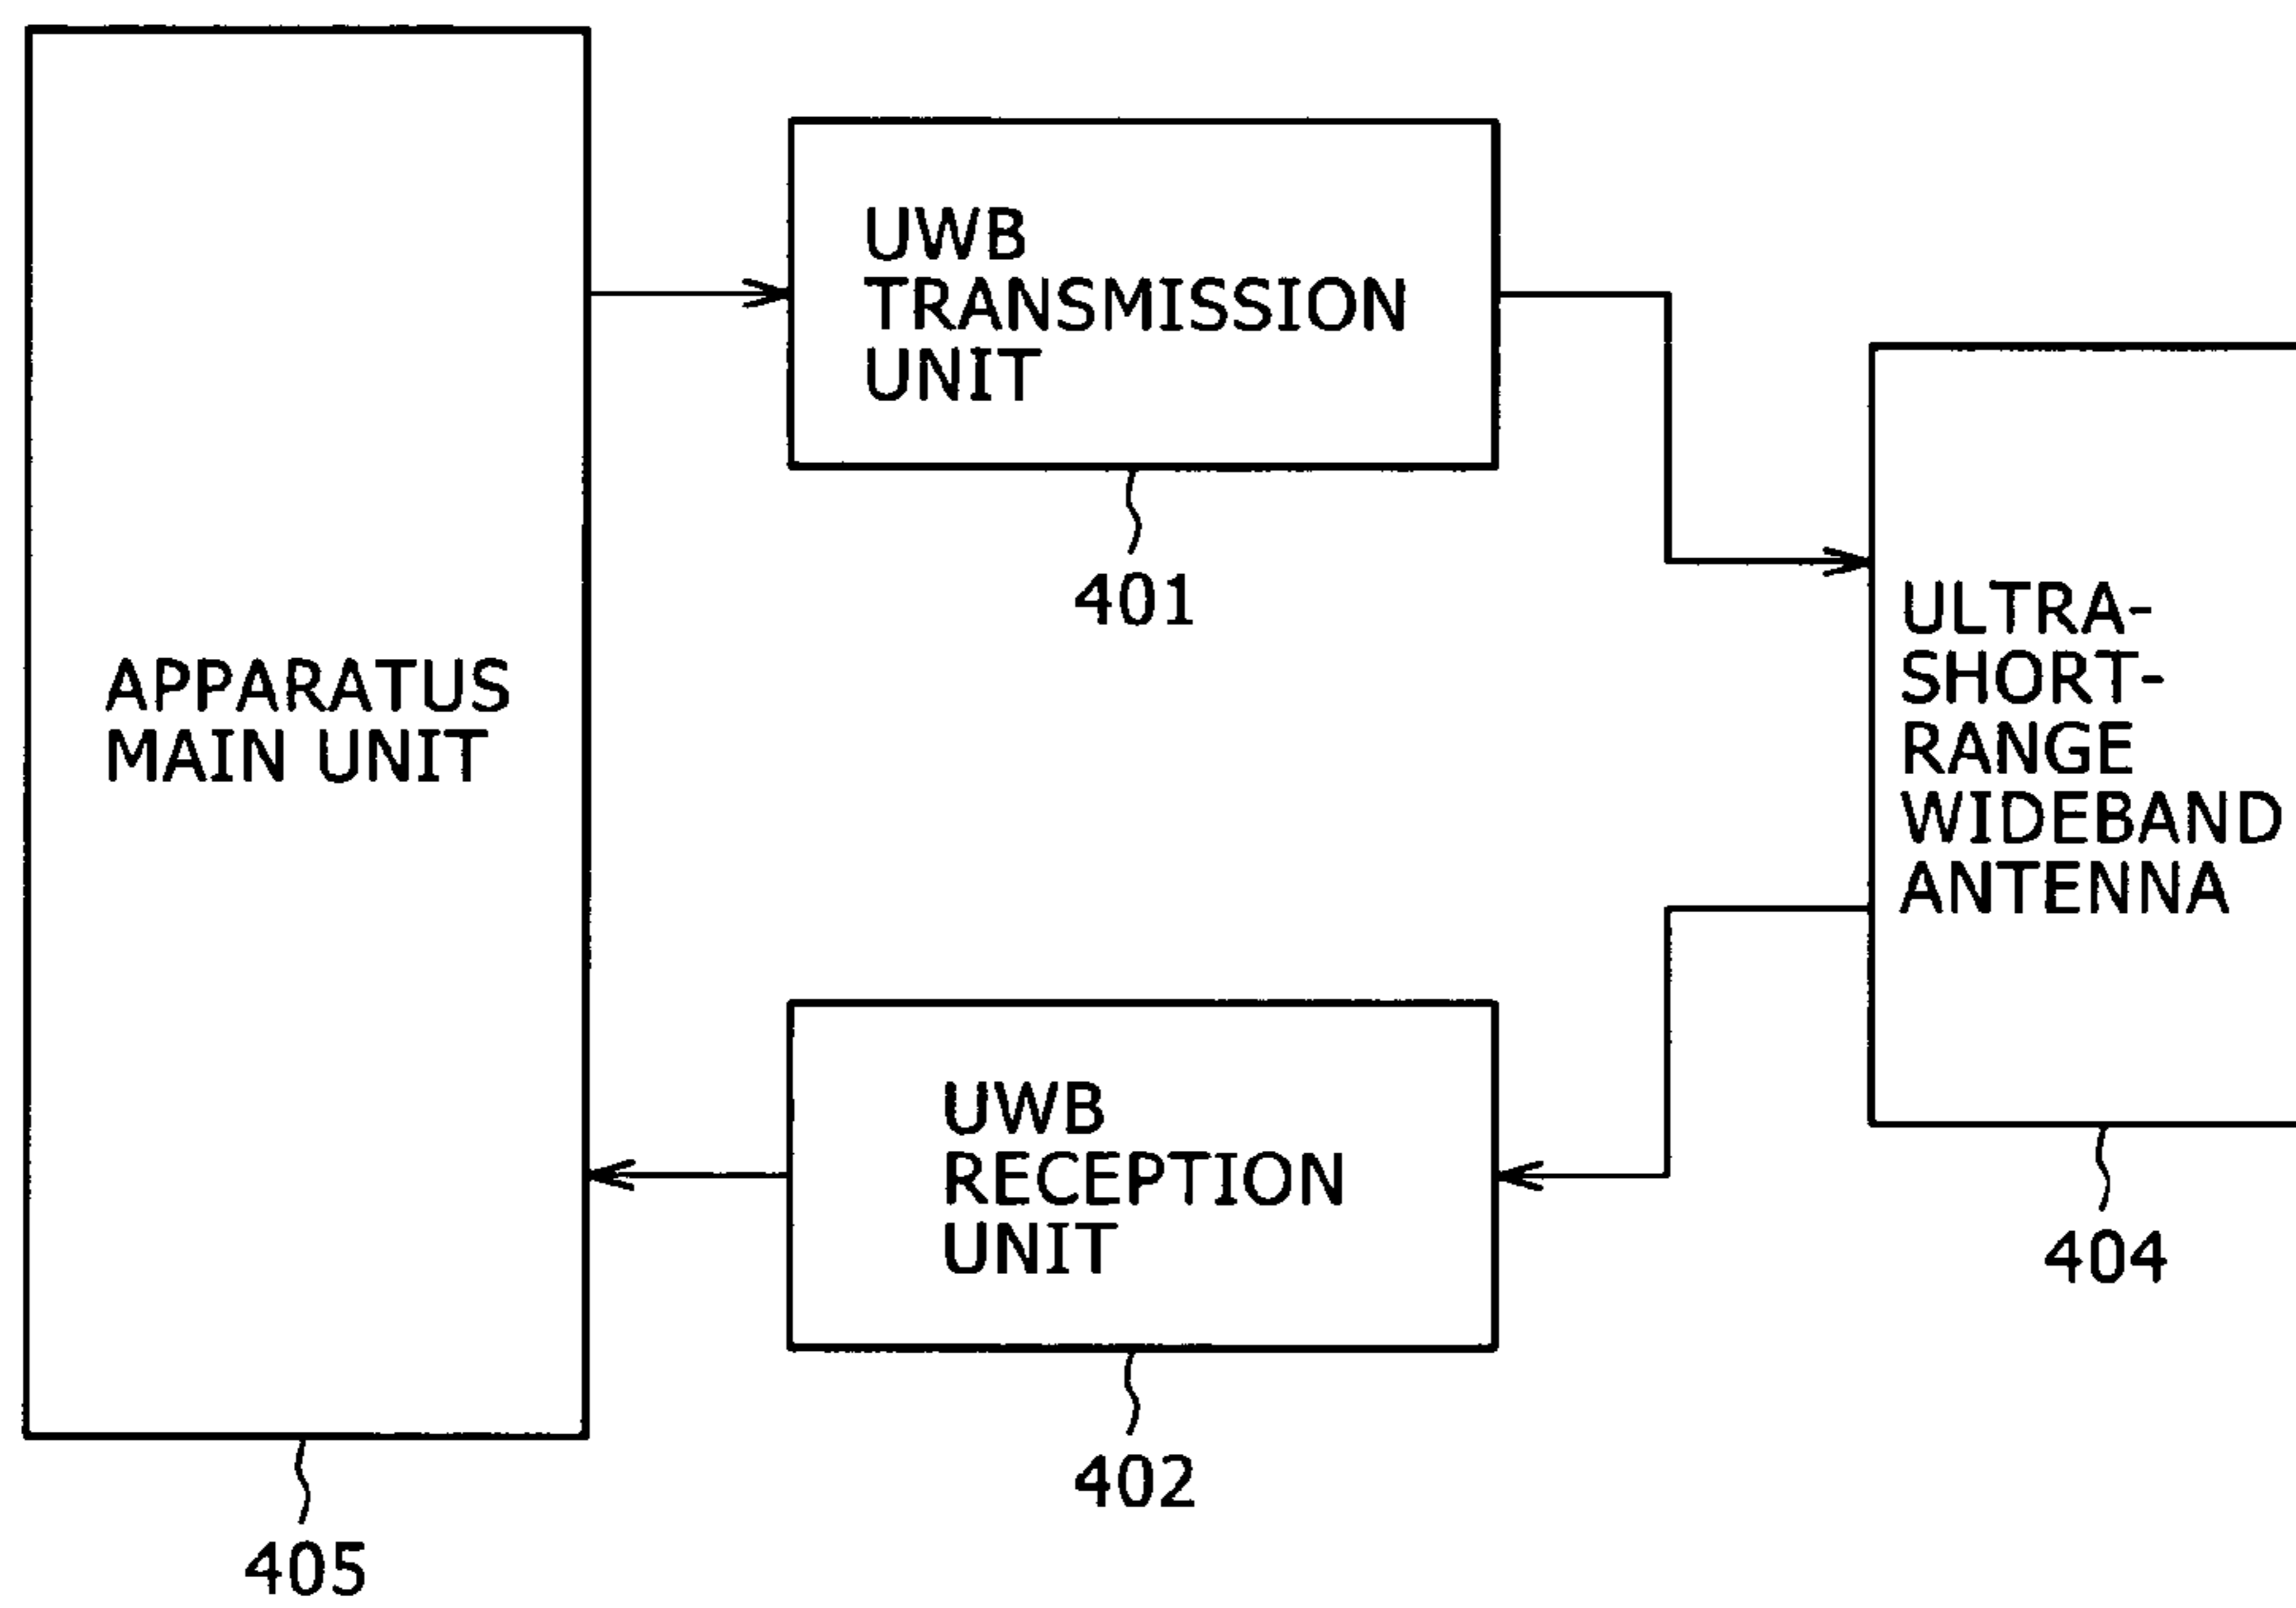 UWB
TRANSMISSION
UNIT
401
APPARATUS
MAIN UNIT
405
ULTRA-
SHORT-
RANGE
WIDEBAND
ANTENNA
404
UWB
RECEPTION
UNIT
402